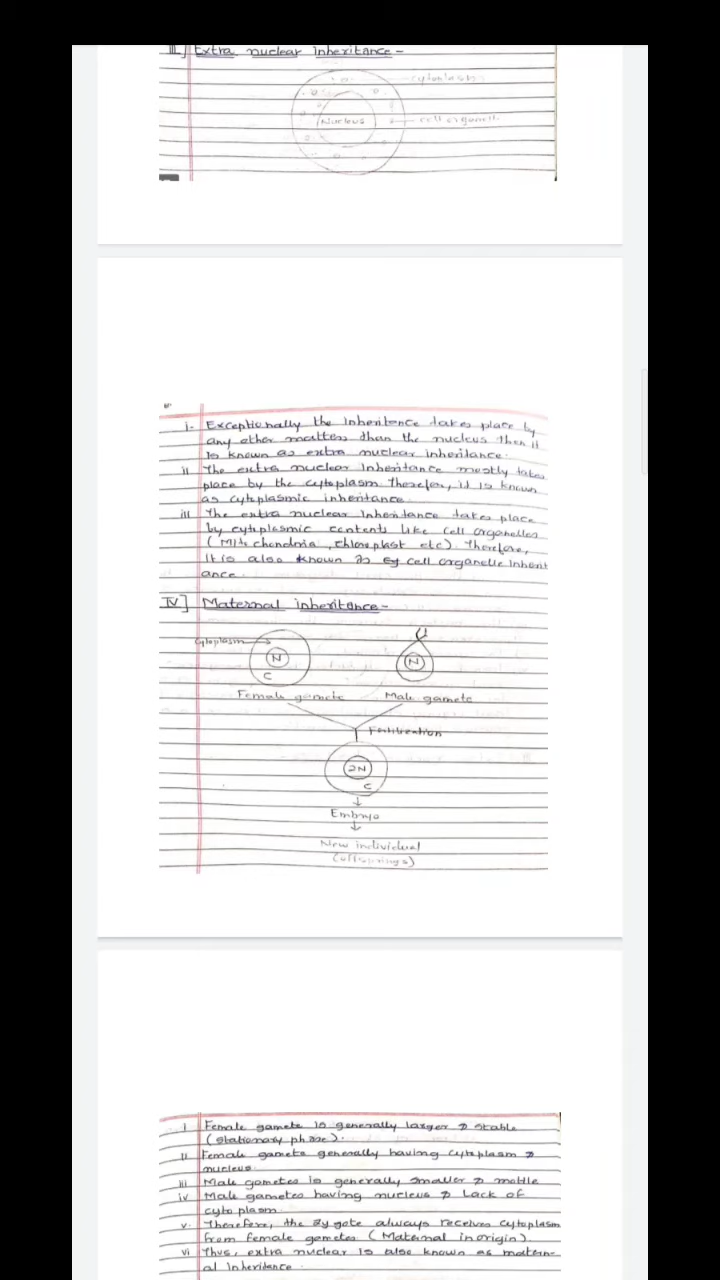 III] Extra nuclear inheritance -
cytoplasm
Nucleus
cell organell
i- Exceptionally the inheritence takes place by
any other matters than the nucleus then it
is known as extra nuclear inheritance.
ii The extra nuclear inheritance mostly takes
place by the cytoplasm. Therefor, it is known
as cytoplasmic inheritance.
iii The extra nuclear inheritance takes place
by cytoplasmic contents like cell organelles
(Mitochondria, chloroplast etc). Therefore,
it is also known as cell organelle inherit
ance.
IV] Maternal inheritance -
cytoplasm
N
N
C
Female gamete Male gamete
Fertilization
2N
C
Embryo
New individual
(offsprings)
i Female gamete is generally larger & stable
(stationary phase).
ii Female gamete generally having cytoplasm &
nucleus.
iii Male gametes is generally smaller & motile
iv Male gametes having nucleus & Lack of
cytoplasm
v. Therefore, the zygote always receives cytoplasm
from female gametes (Maternal in origin)
vi Thus, extra nuclear is also known as matern-
al inheridance.